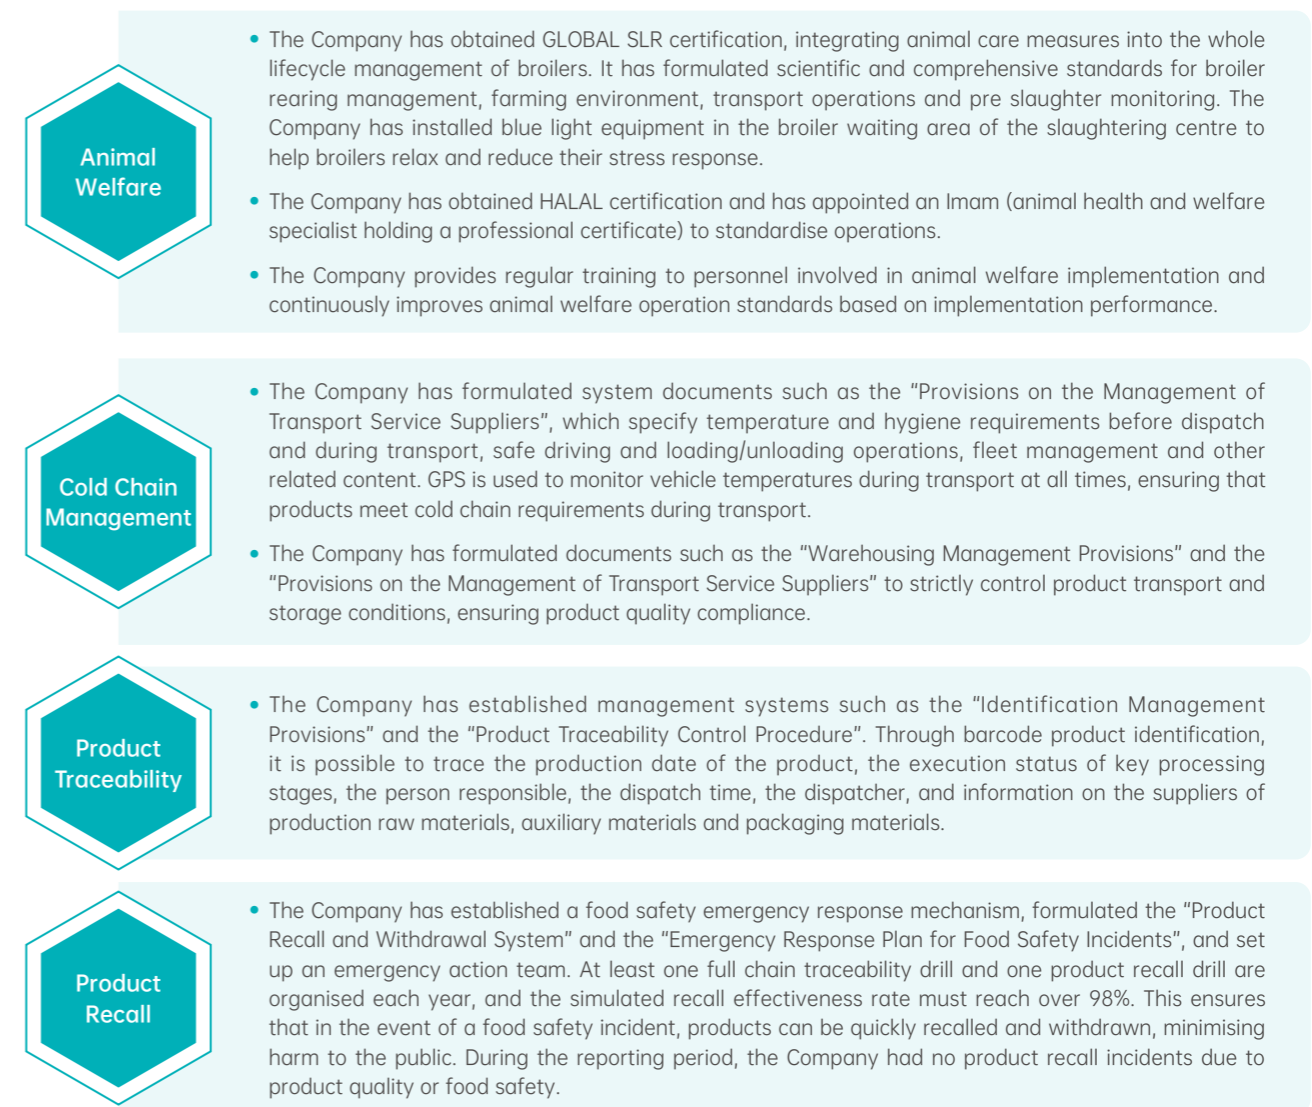 Animal
Welfare
• The Company has obtained GLOBAL SLR certification, integrating animal care measures into the whole
lifecycle management of broilers. It has formulated scientific and comprehensive standards for broiler
rearing management, farming environment, transport operations and pre slaughter monitoring. The
Company has installed blue light equipment in the broiler waiting area of the slaughtering centre to
help broilers relax and reduce their stress response.
• The Company has obtained HALAL certification and has appointed an Imam (animal health and welfare
specialist holding a professional certificate) to standardise operations.
• The Company provides regular training to personnel involved in animal welfare implementation and
continuously improves animal welfare operation standards based on implementation performance.
Cold Chain
Management
• The Company has formulated system documents such as the “Provisions on the Management of
Transport Service Suppliers”, which specify temperature and hygiene requirements before dispatch
and during transport, safe driving and loading/unloading operations, fleet management and other
related content. GPS is used to monitor vehicle temperatures during transport at all times, ensuring that
products meet cold chain requirements during transport.
• The Company has formulated documents such as the “Warehousing Management Provisions” and the
“Provisions on the Management of Transport Service Suppliers” to strictly control product transport and
storage conditions, ensuring product quality compliance.
Product
Traceability
• The Company has established management systems such as the “Identification Management
Provisions” and the “Product Traceability Control Procedure”. Through barcode product identification,
it is possible to trace the production date of the product, the execution status of key processing
stages, the person responsible, the dispatch time, the dispatcher, and information on the suppliers of
production raw materials, auxiliary materials and packaging materials.
Product
Recall
• The Company has established a food safety emergency response mechanism, formulated the “Product
Recall and Withdrawal System” and the “Emergency Response Plan for Food Safety Incidents”, and set
up an emergency action team. At least one full chain traceability drill and one product recall drill are
organised each year, and the simulated recall effectiveness rate must reach over 98%. This ensures
that in the event of a food safety incident, products can be quickly recalled and withdrawn, minimising
harm to the public. During the reporting period, the Company had no product recall incidents due to
product quality or food safety.